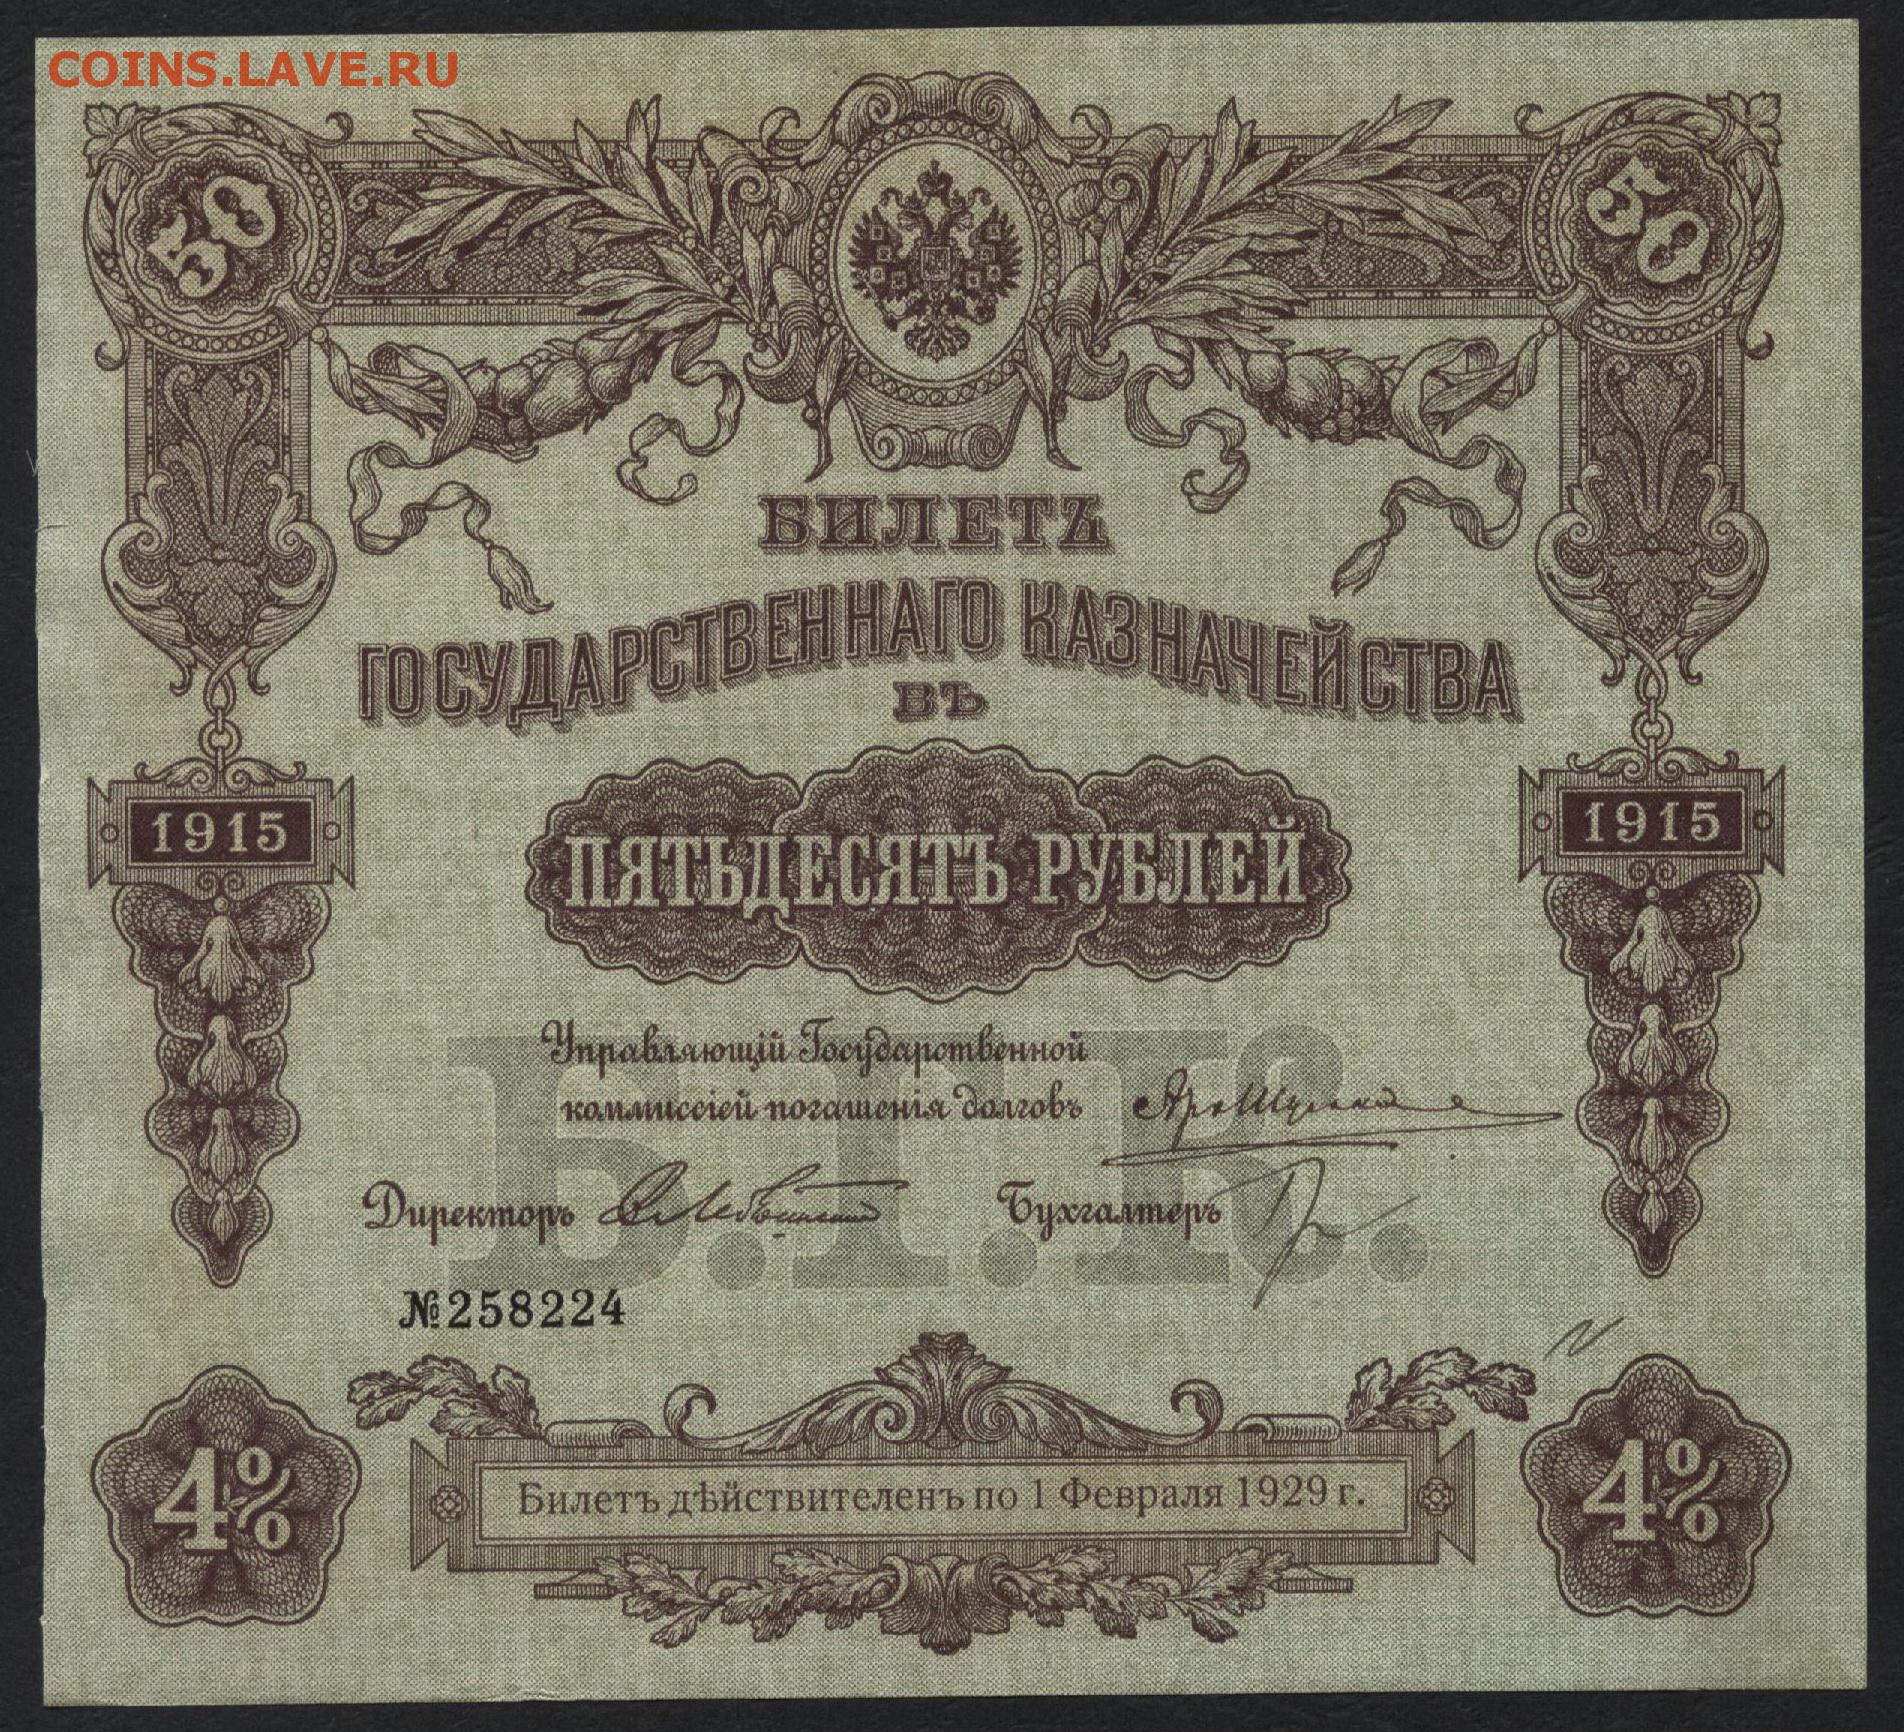 COINS.LAVE.RU
50 50
БИЛЕТЪ
ГОСУДАРСТВЕННАГО КАЗНАЧЕЙСТВА
ВЪ
1915 1915
ПЯТЬДЕСЯТЪ РУБЛЕЙ
Управляющій Государственной
коммиссіей погашенія долговъ
Б.Г.К.
Директоръ Бухгалтеръ
№258224
4% 4%
Билетъ дѣйствителенъ по 1 Февраля 1929 г.